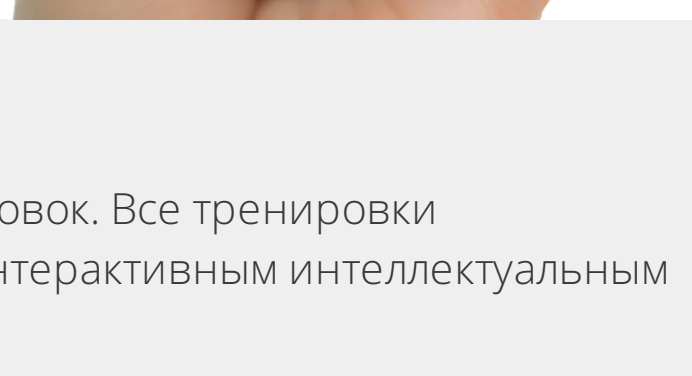 овок. Все тренировки
нтерактивным интеллектуальным